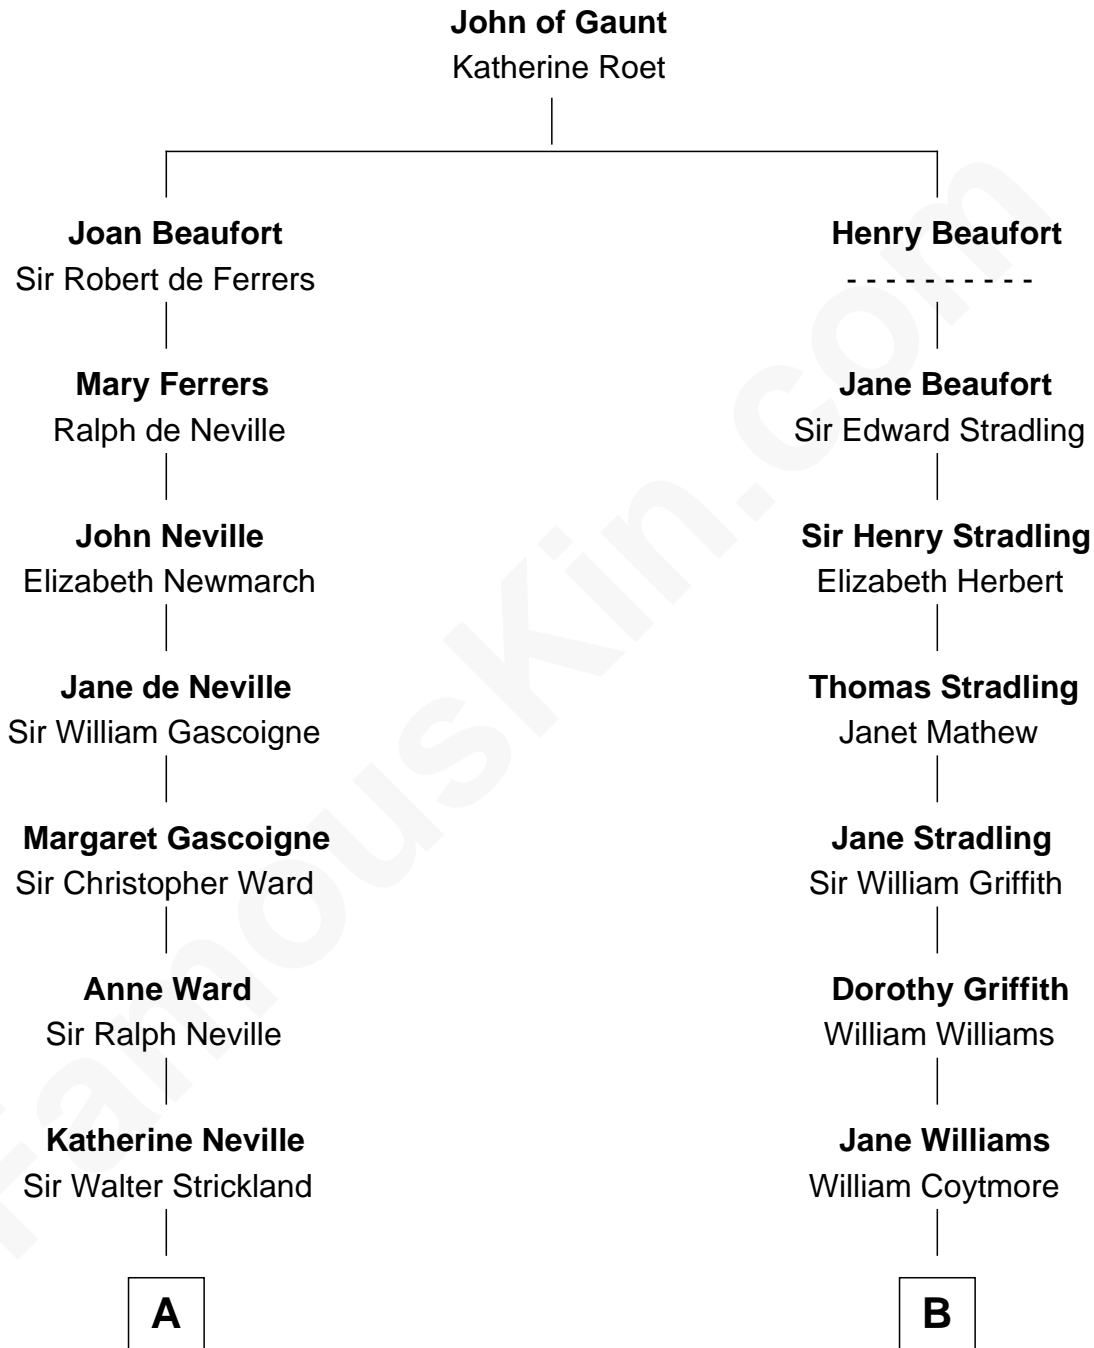 John of Gaunt
Katherine Roet
Joan Beaufort
Sir Robert de Ferrers
Henry Beaufort
- - - - - - - - - -
Mary Ferrers
Ralph de Neville
Jane Beaufort
Sir Edward Stradling
John Neville
Elizabeth Newmarch
Sir Henry Stradling
Elizabeth Herbert
Jane de Neville
Sir William Gascoigne
Thomas Stradling
Janet Mathew
Margaret Gascoigne
Sir Christopher Ward
Jane Stradling
Sir William Griffith
Anne Ward
Sir Ralph Neville
Dorothy Griffith
William Williams
Katherine Neville
Sir Walter Strickland
Jane Williams
William Coytmore
A
B
FamousKin.com